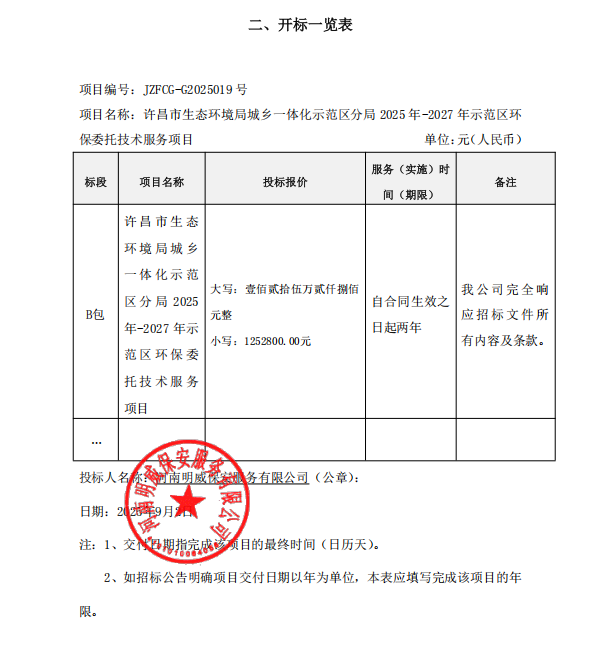 二、开标一览表
项目编号：JZFCG-G2025019 号
项目名称：许昌市生态环境局城乡一体化示范区分局 2025 年-2027 年示范区环
保委托技术服务项目 单位：元（人民币）
标段 项目名称 投标报价 服务（实施）时 备注
间（期限）
B包
许昌市生态
环境局城乡
一体化示范
区分局 2025
年-2027 年示
范区环保委
托技术服务
项目
大写：壹佰贰拾伍万贰仟捌佰
元整
小写：1252800.00元
自合同生效之
日起两年
我公司完全响
应招标文件所
有内容及条款。
...
投标人名称：河南明威保安服务有限公司（公章）：
河南明威保安服务有限公司
日期：2025年9月
注：1、交付日期指完成该项目的最终时间（日历天）。
2、如招标公告明确项目交付日期以年为单位，本表应填写完成该项目的年
限。